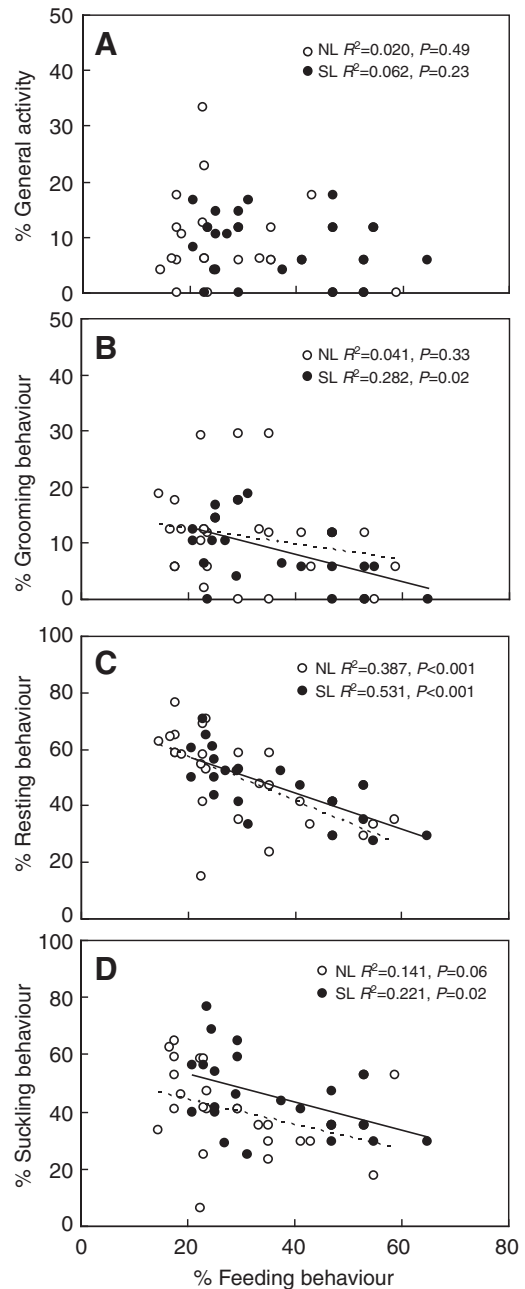 A
NL R²=0.020, P=0.49
SL R²=0.062, P=0.23
% General activity
50
40
30
20
10
0
B
NL R²=0.041, P=0.33
SL R²=0.282, P=0.02
% Grooming behaviour
50
40
30
20
10
0
C
NL R²=0.387, P<0.001
SL R²=0.531, P<0.001
% Resting behaviour
100
80
60
40
20
0
D
NL R²=0.141, P=0.06
SL R²=0.221, P=0.02
% Suckling behaviour
100
80
60
40
20
0
0 20 40 60 80
% Feeding behaviour